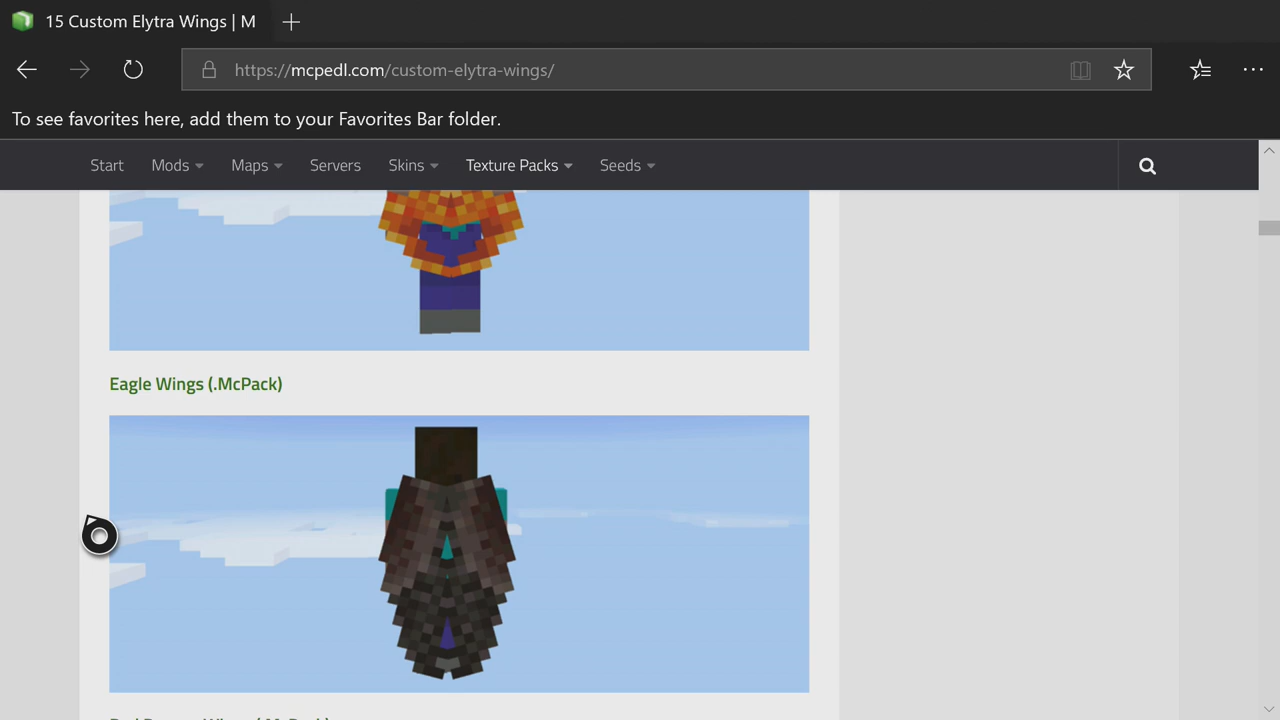 15 Custom Elytra Wings | M
https://mcpedl.com/custom-elytra-wings/
To see favorites here, add them to your Favorites Bar folder.
Start Mods Maps Servers Skins Texture Packs Seeds
Eagle Wings (.McPack)